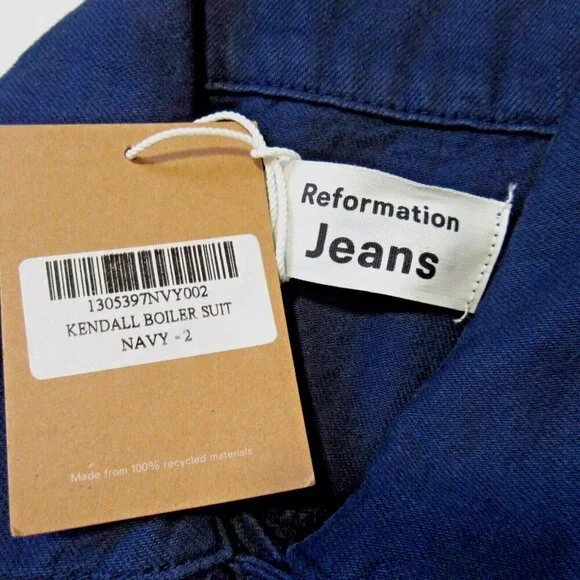 Reformation
Jeans
1305397NVY002
KENDALL BOILER SUIT
NAVY - 2
Made from 100% recycled materials